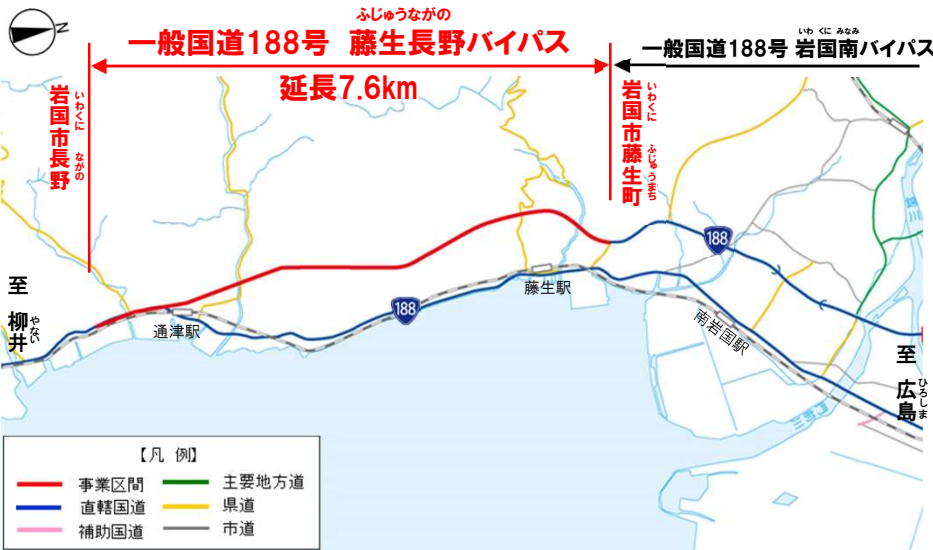 N
ふじゅうながの
一般国道188号 藤生長野バイパス
延長7.6km
いわ くに みなみ
一般国道188号 岩国南バイパス
岩国市長野
いわくに ながの
岩国市藤生町
いわくに ふじゅうまち
188
188
至 柳井
やない
通津駅
藤生駅
南岩国駅
至 広島
ひろしま
【凡 例】
事業区間
主要地方道
直轄国道
県道
補助国道
市道